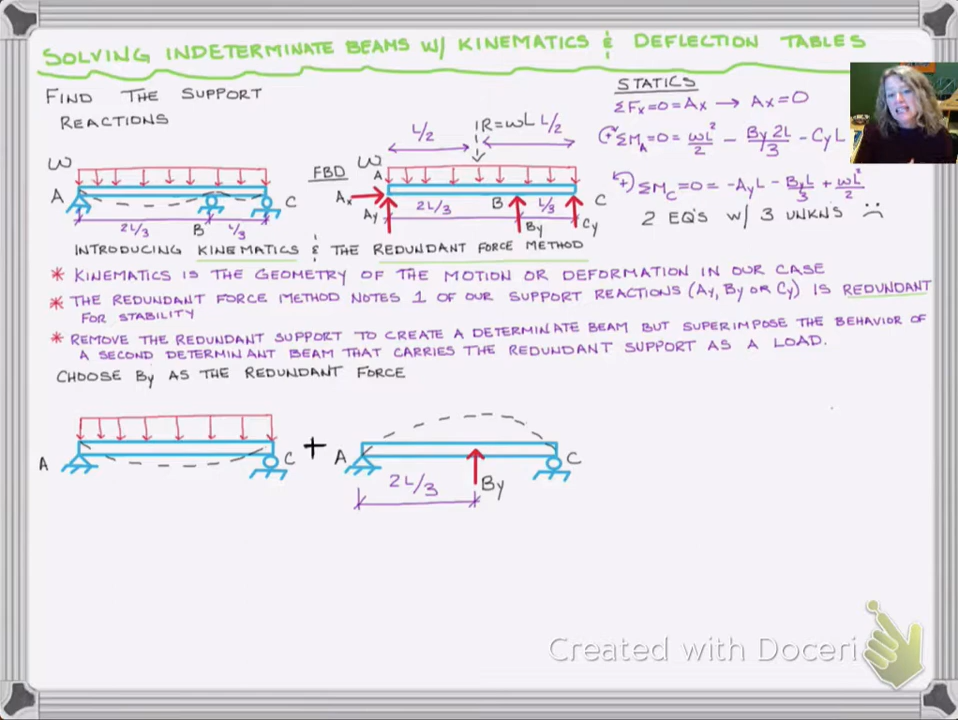 SOLVING INDETERMINATE BEAMS W/ KINEMATICS & DEFLECTION TABLES
FIND THE SUPPORT
REACTIONS
W
A
B
C
2L/3
L/3
FBD
W
L/2
R=wL
L/2
A
Ax
Ay
2L/3
B
By
L/3
C
Cy
STATICS
ΣFx=0=Ax → Ax=0
ΣMA=0= wL²/2 - By 2L/3 - CyL
ΣMC=0= -AyL - ByL/3 + wL²/2
2 EQ'S W/ 3 UNKNS
INTRODUCING KINEMATICS & THE REDUNDANT FORCE METHOD
* KINEMATICS IS THE GEOMETRY OF THE MOTION OR DEFORMATION IN OUR CASE
* THE REDUNDANT FORCE METHOD NOTES 1 OF OUR SUPPORT REACTIONS (Ay, By OR Cy) IS REDUNDANT
FOR STABILITY
* REMOVE THE REDUNDANT SUPPORT TO CREATE A DETERMINATE BEAM BUT SUPERIMPOSE THE BEHAVIOR OF
A SECOND DETERMINANT BEAM THAT CARRIES THE REDUNDANT SUPPORT AS A LOAD.
CHOOSE By AS THE REDUNDANT FORCE
A
C
+
A
C
2L/3
By
Created with Doceri